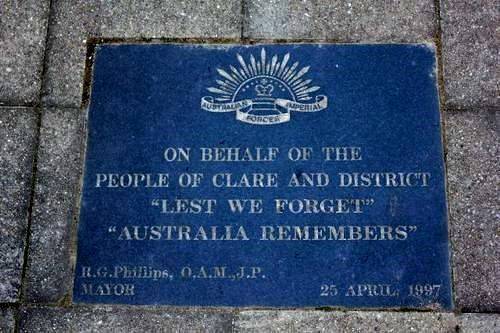 AUSTRALIAN IMPERIAL
FORCES
ON BEHALF OF THE
PEOPLE OF CLARE AND DISTRICT
"LEST WE FORGET"
"AUSTRALIA REMEMBERS"
R.G.Phillips, O.A.M.,J.P.
MAYOR 25 APRIL, 1997